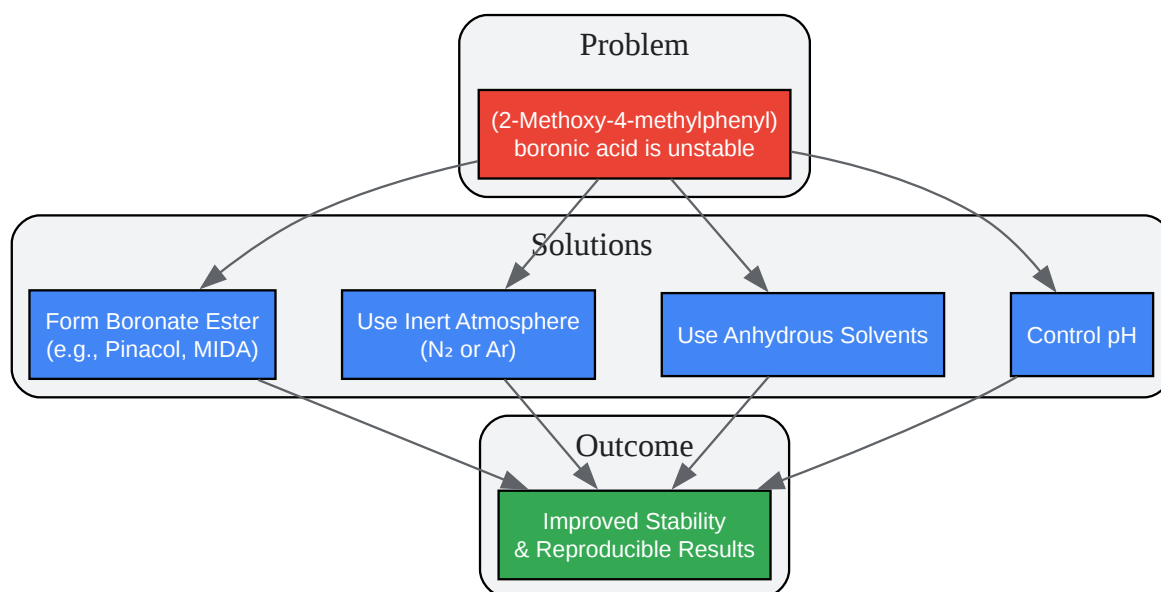 Problem
(2-Methoxy-4-methylphenyl)
boronic acid is unstable
Solutions
Form Boronate Ester
(e.g., Pinacol, MIDA)
Use Inert Atmosphere
(N₂ or Ar)
Use Anhydrous Solvents
Control pH
Outcome
Improved Stability
& Reproducible Results